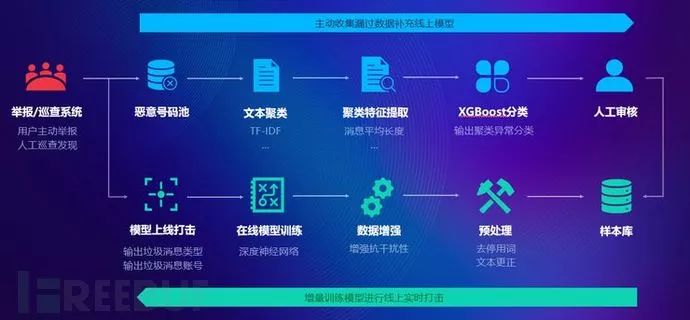 主动收集漏过数据补充线上模型
举报/巡查系统
用户主动举报
人工巡查发现
恶意号码池
文本聚类
TF-IDF
...
聚类特征提取
消息平均长度
...
XGBoost分类
输出聚类异常分类
人工审核
模型上线打击
输出垃圾消息类型
输出垃圾消息账号
在线模型训练
深度神经网络
数据增强
增强抗干扰性
预处理
去停用词
文本更正
样本库
增量训练模型进行线上实时打击
FREEBUF